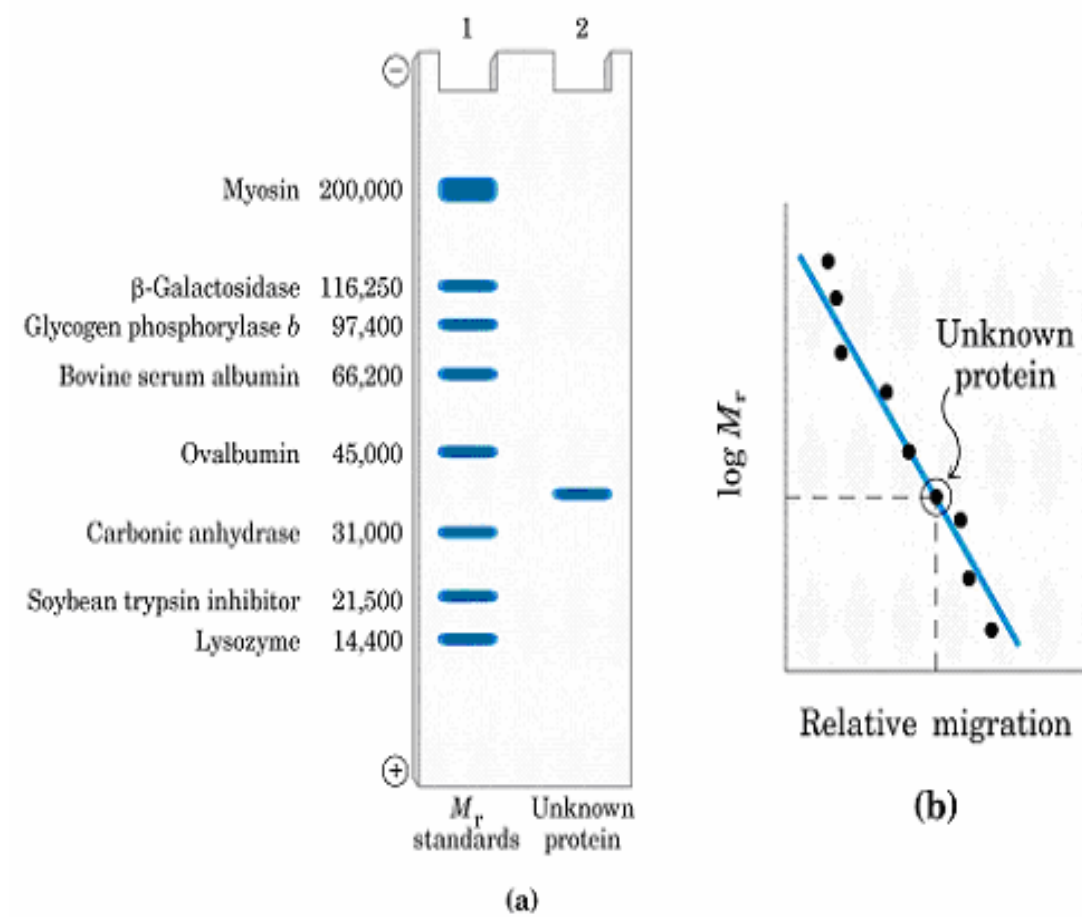 1 2
−
Myosin 200,000
β-Galactosidase 116,250
Glycogen phosphorylase b 97,400
Bovine serum albumin 66,200
Ovalbumin 45,000
Carbonic anhydrase 31,000
Soybean trypsin inhibitor 21,500
Lysozyme 14,400
+
Mr
standards
Unknown
protein
(a)
Unknown
protein
log Mr
Relative migration
(b)